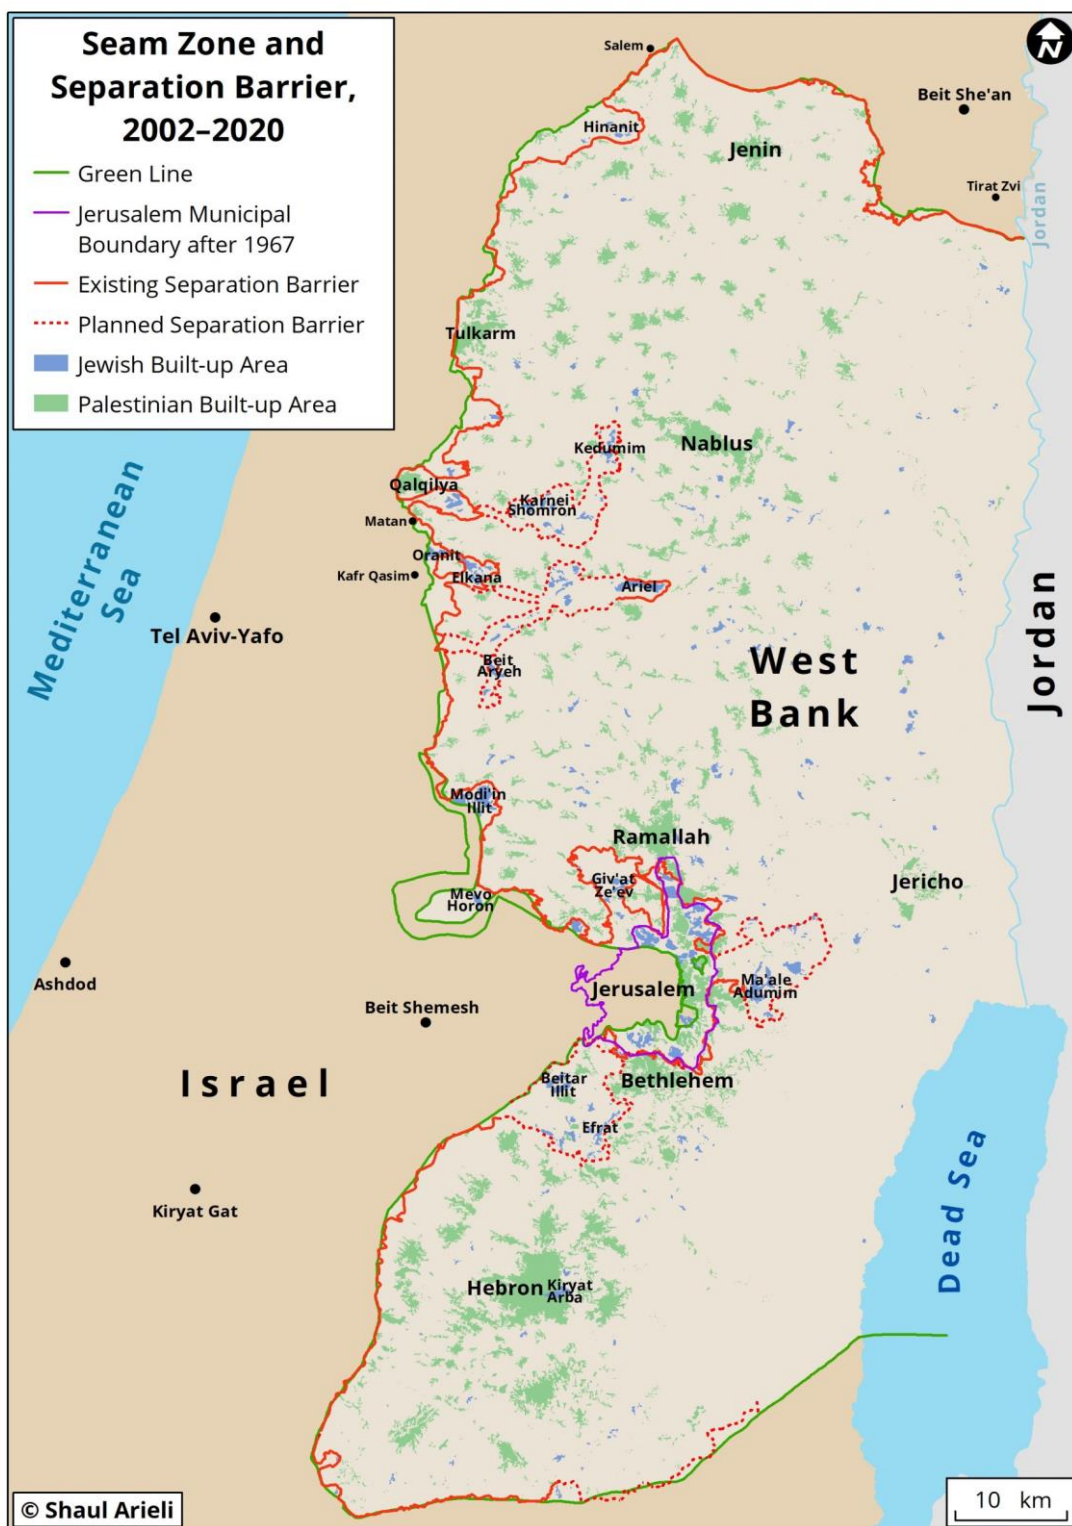 Seam Zone and
Separation Barrier,
2002–2020
Green Line
Jerusalem Municipal
Boundary after 1967
Existing Separation Barrier
Planned Separation Barrier
Jewish Built-up Area
Palestinian Built-up Area
N
Salem
Beit She'an
Hinanit
Jenin
Tirat Zvi
Jordan
Tulkarm
Kedumim
Nablus
Qalqilya
Karnei
Shomron
Matan
Oranit
Elkana
Kafr Qasim
Ariel
Mediterranean
Sea
Tel Aviv-Yafo
Beit
Aryeh
West
Bank
Jordan
Modi'in
Illit
Ramallah
Giv'at
Ze'ev
Jericho
Mevo
Horon
Ashdod
Jerusalem
Ma'ale
Adumim
Beit Shemesh
Israel
Beitar
Illit
Bethlehem
Efrat
Dead Sea
Kiryat Gat
Hebron
Kiryat
Arba
© Shaul Arieli
10 km